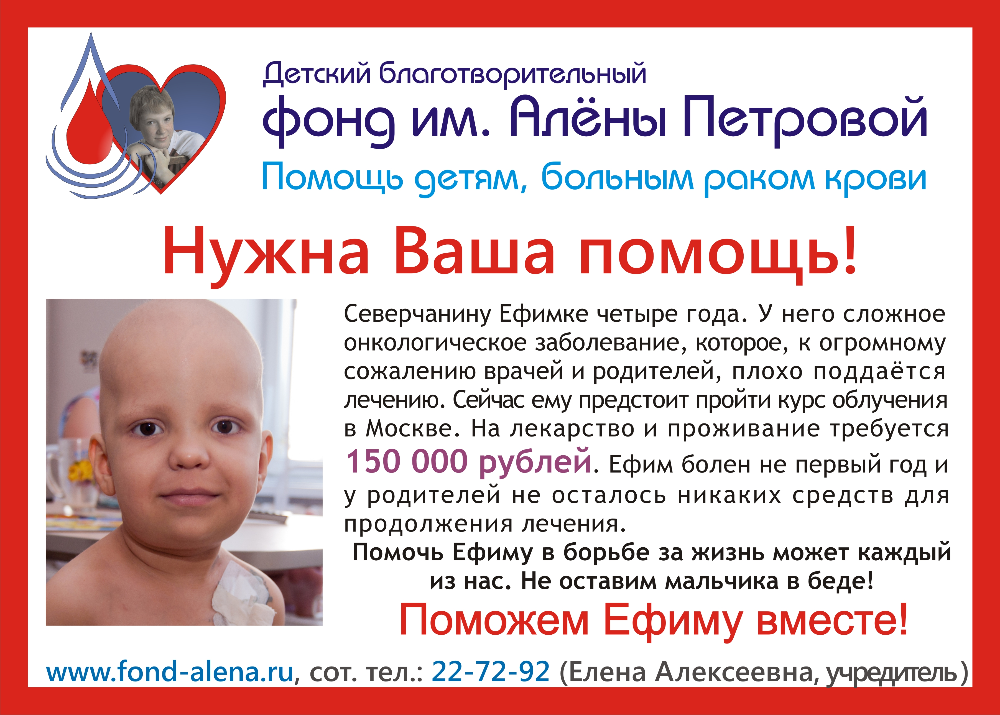 Детский благотворительный
фонд им. Алёны Петровой
Помощь детям, больным раком крови
Нужна Ваша помощь!
Северчанину Ефимке четыре года. У него сложное
онкологическое заболевание, которое, к огромному
сожалению врачей и родителей, плохо поддаётся
лечению. Сейчас ему предстоит пройти курс облучения
в Москве. На лекарство и проживание требуется
150 000 рублей. Ефим болен не первый год и
у родителей не осталось никаких средств для
продолжения лечения.
Помочь Ефиму в борьбе за жизнь может каждый
из нас. Не оставим мальчика в беде!
Поможем Ефиму вместе!
www.fond-alena.ru, сот. тел.: 22-72-92 (Елена Алексеевна, учредитель)